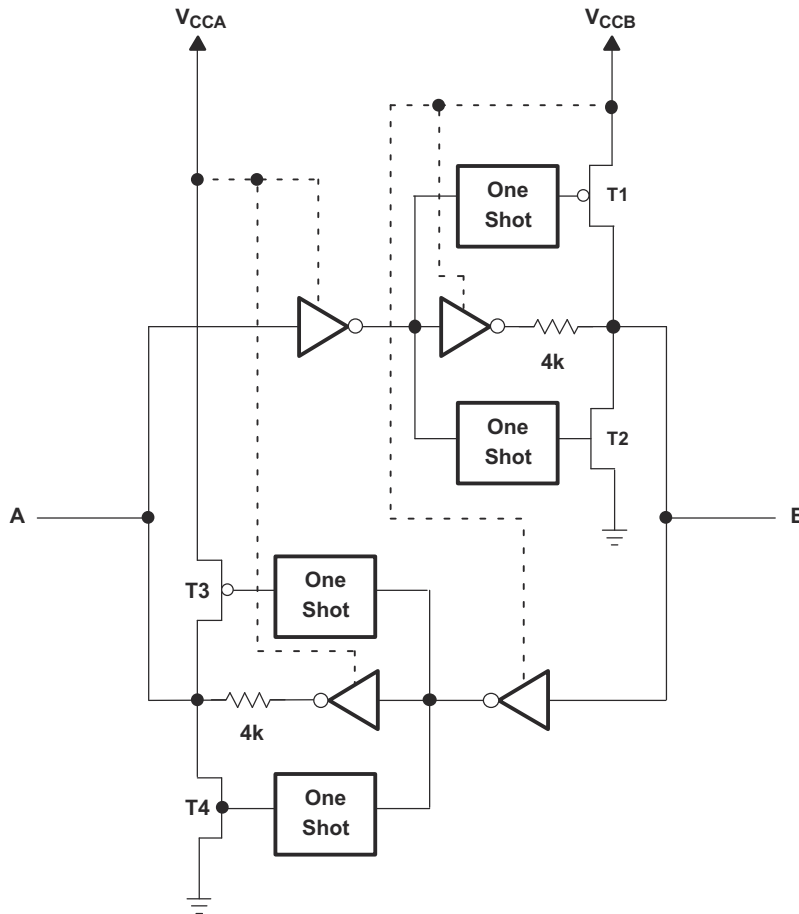 VCCA
VCCB
One
Shot
T1
4k
One
Shot
T2
A
B
T3
One
Shot
4k
T4
One
Shot